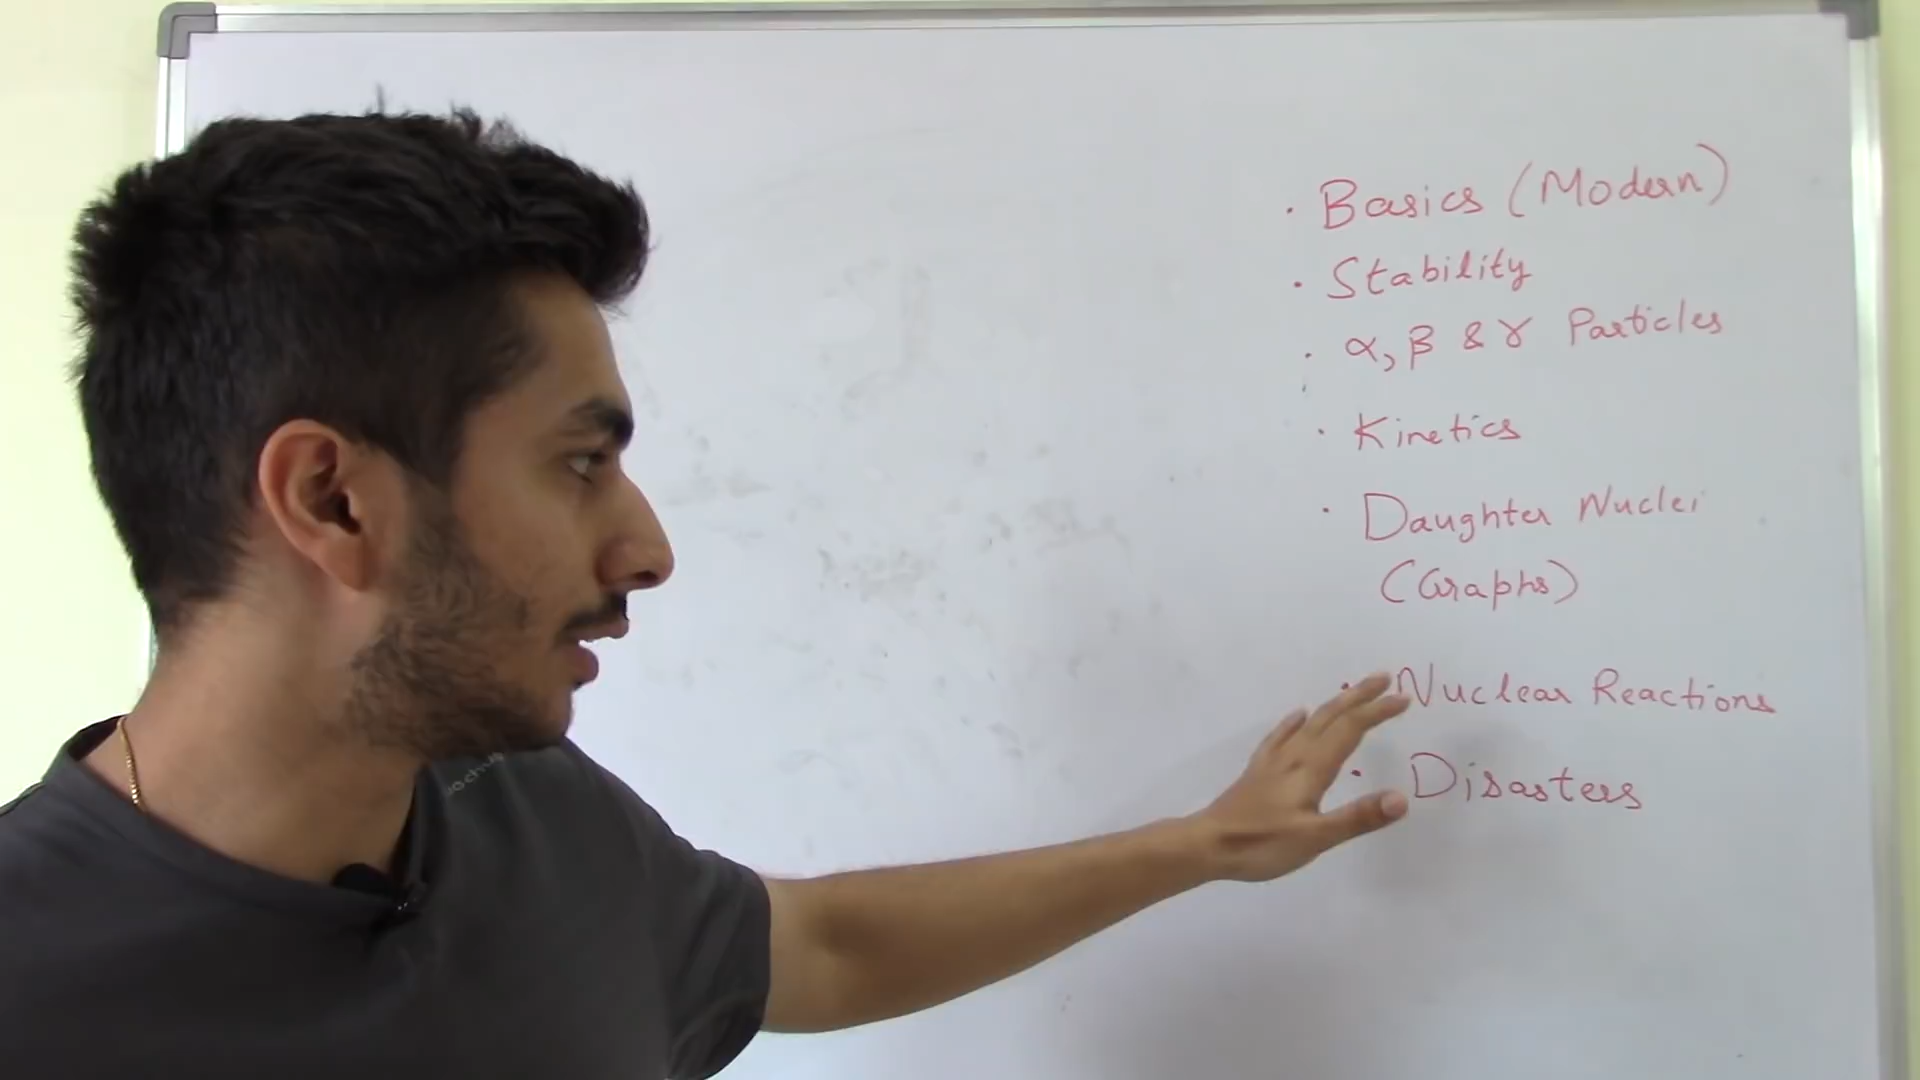 · Basics (Modern)
· Stability
· α, β & γ Particles
· Kinetics
· Daughter Nuclei
(Graphs)
· Nuclear Reactions
· Disasters